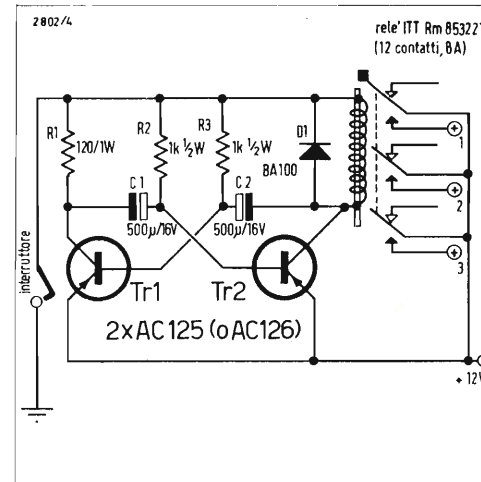 2802/4
rele' ITT Rm 85322
(12 contatti, 8A)
R1
120/1W
R2
1k ½W
R3
1k ½W
D1
BA100
C1
500µ/16V
C2
500µ/16V
1
2
3
interruttore
Tr1
Tr2
2xAC125 (oAC126)
+ 12V